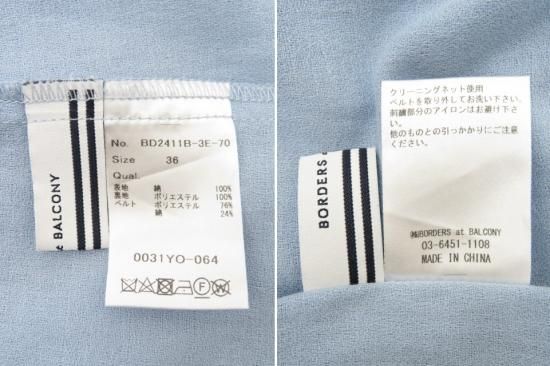 & BALCONY
No. BD2411B-3E-70
Size 36
Qual.
表地 綿 100%
裏地 ポリエステル 100%
ベルト ポリエステル 76%
綿 24%
0031YO-064
BORDERS a
クリーニングネット使用
ベルトを取り外してお洗い下さい。
刺繍部分のアイロンはお避け下さい。
他のものとの引っかかりにご注意
ください。
㈱BORDERS at BALCONY
03-6451-1108
MADE IN CHINA